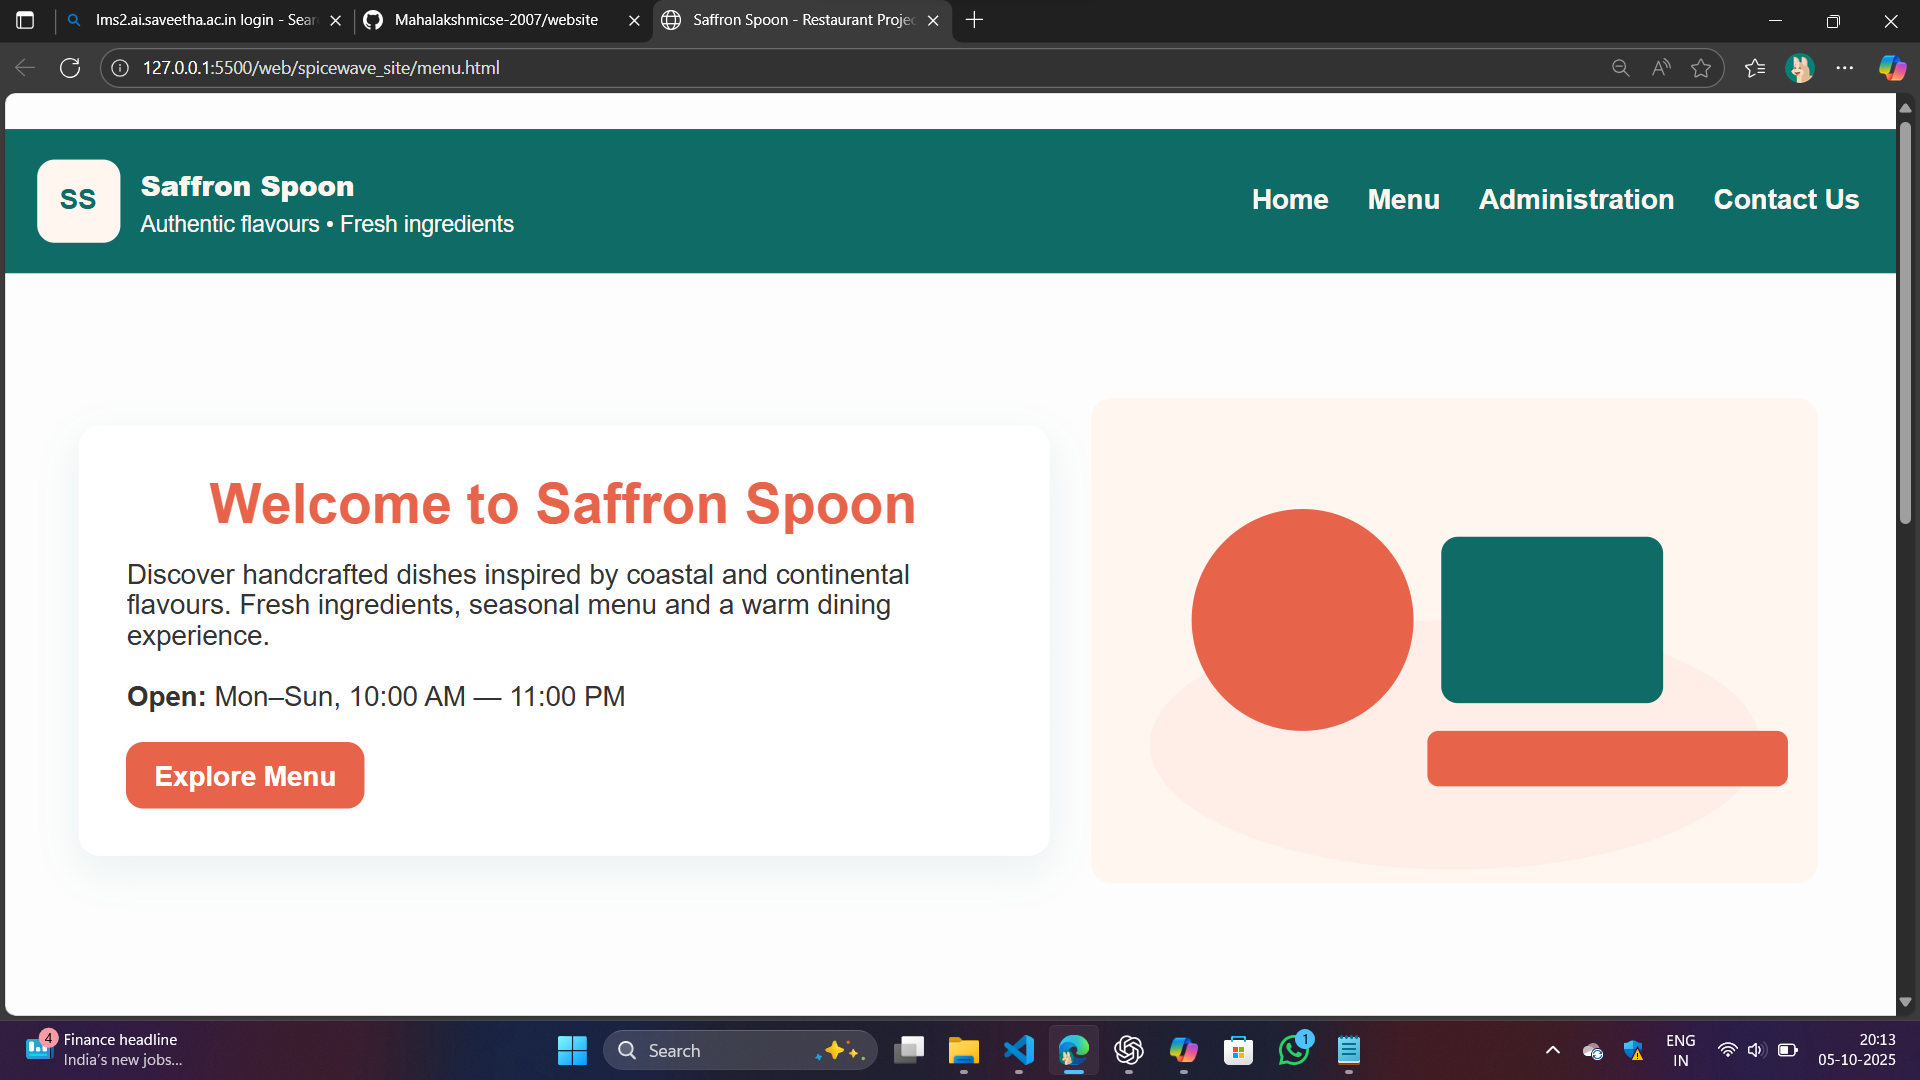 lms2.ai.saveetha.ac.in login - Sear
Mahalakshmicse-2007/website
Saffron Spoon - Restaurant Projec
127.0.0.1:5500/web/spicewave_site/menu.html
SS
Saffron Spoon
Authentic flavours • Fresh ingredients
Home
Menu
Administration
Contact Us
Welcome to Saffron Spoon
Discover handcrafted dishes inspired by coastal and continental
flavours. Fresh ingredients, seasonal menu and a warm dining
experience.
Open: Mon–Sun, 10:00 AM — 11:00 PM
Explore Menu
4
Finance headline
India's new jobs...
Search
1
ENG
IN
20:13
05-10-2025